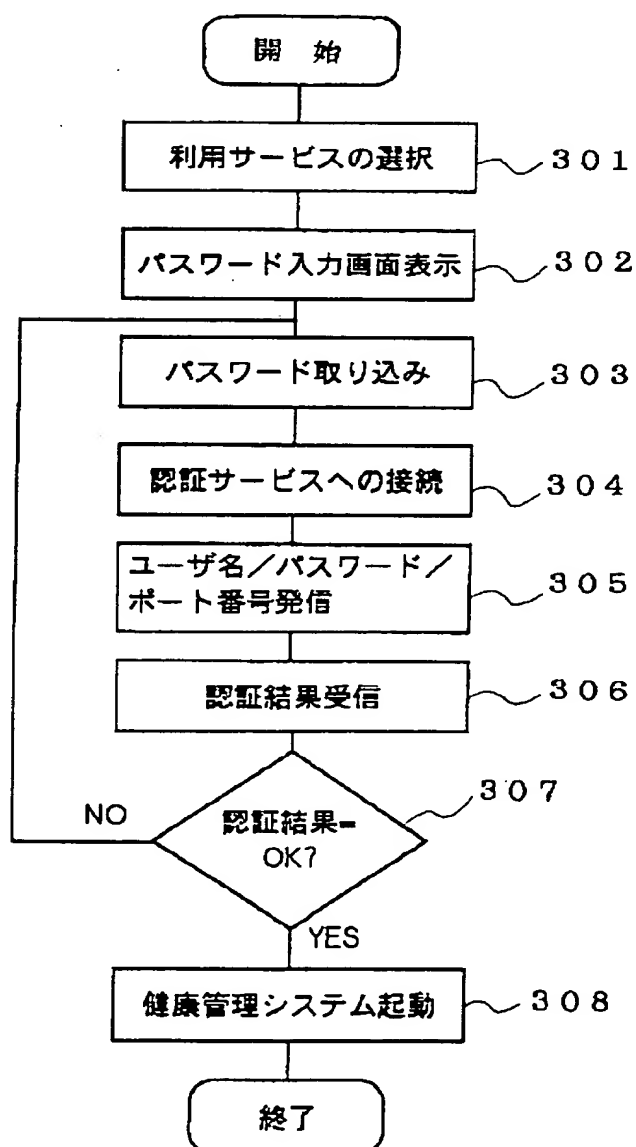 開 始
利用サービスの選択
301
パスワード入力画面表示
302
パスワード取り込み
303
認証サービスへの接続
304
ユーザ名／パスワード／
ポート番号発信
305
認証結果受信
306
認証結果=
OK?
307
NO
YES
健康管理システム起動
308
終了